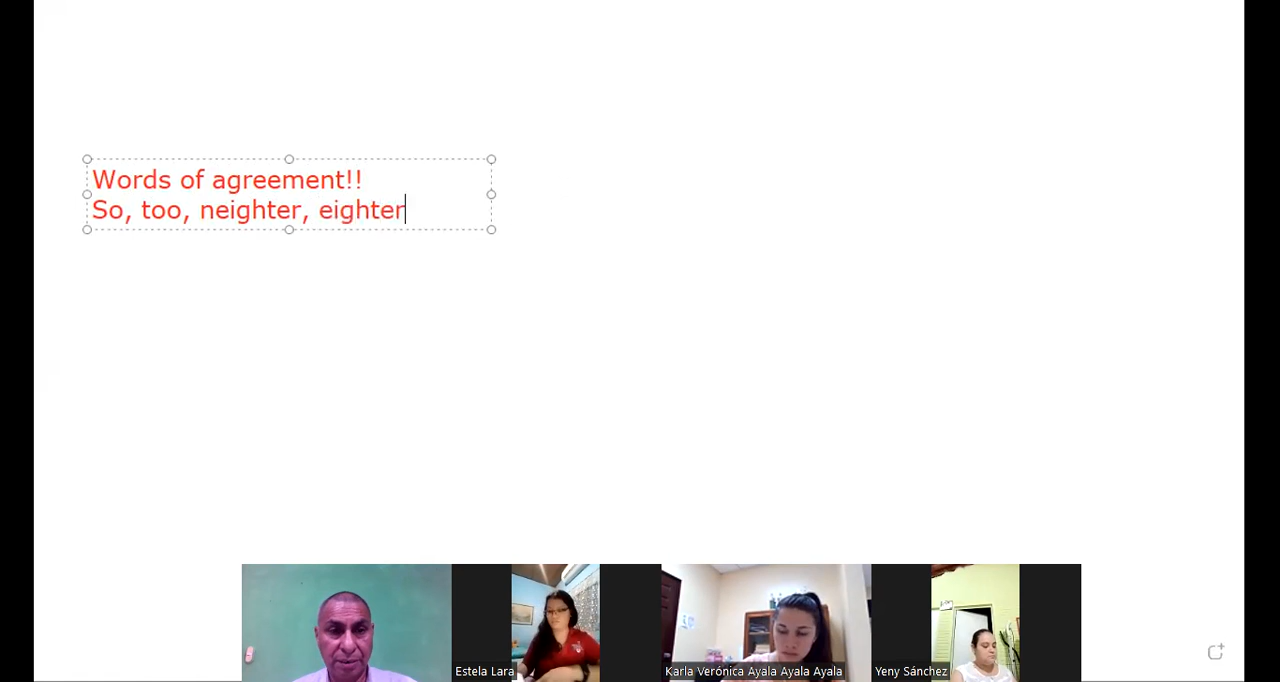 Words of agreement!!
So, too, neighter, eighter
Estela Lara
Karla Verónica Ayala Ayala Ayala
Yeny Sánchez